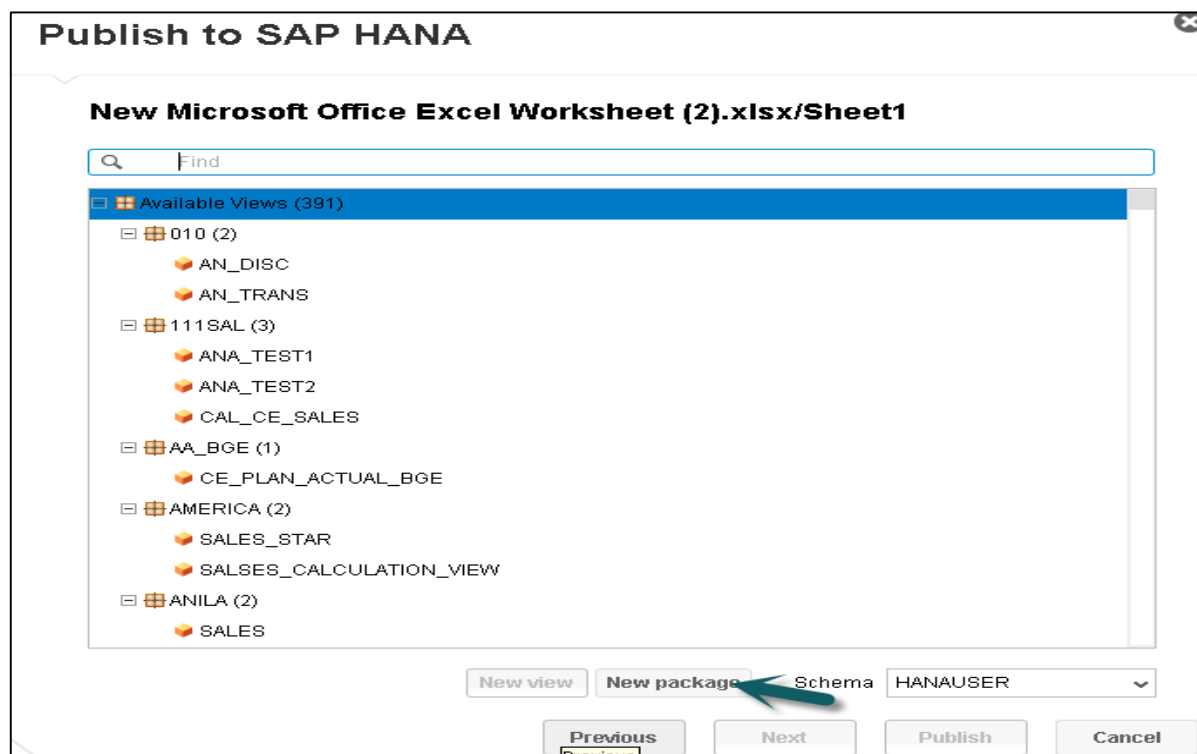 Publish to SAP HANA
New Microsoft Office Excel Worksheet (2).xlsx/Sheet1
Find
Available Views (391)
010 (2)
AN_DISC
AN_TRANS
111SAL (3)
ANA_TEST1
ANA_TEST2
CAL_CE_SALES
AA_BGE (1)
CE_PLAN_ACTUAL_BGE
AMERICA (2)
SALES_STAR
SALSES_CALCULATION_VIEW
ANILA (2)
SALES
New view New package Schema HANAUSER
Previous Next Publish Cancel
Previous